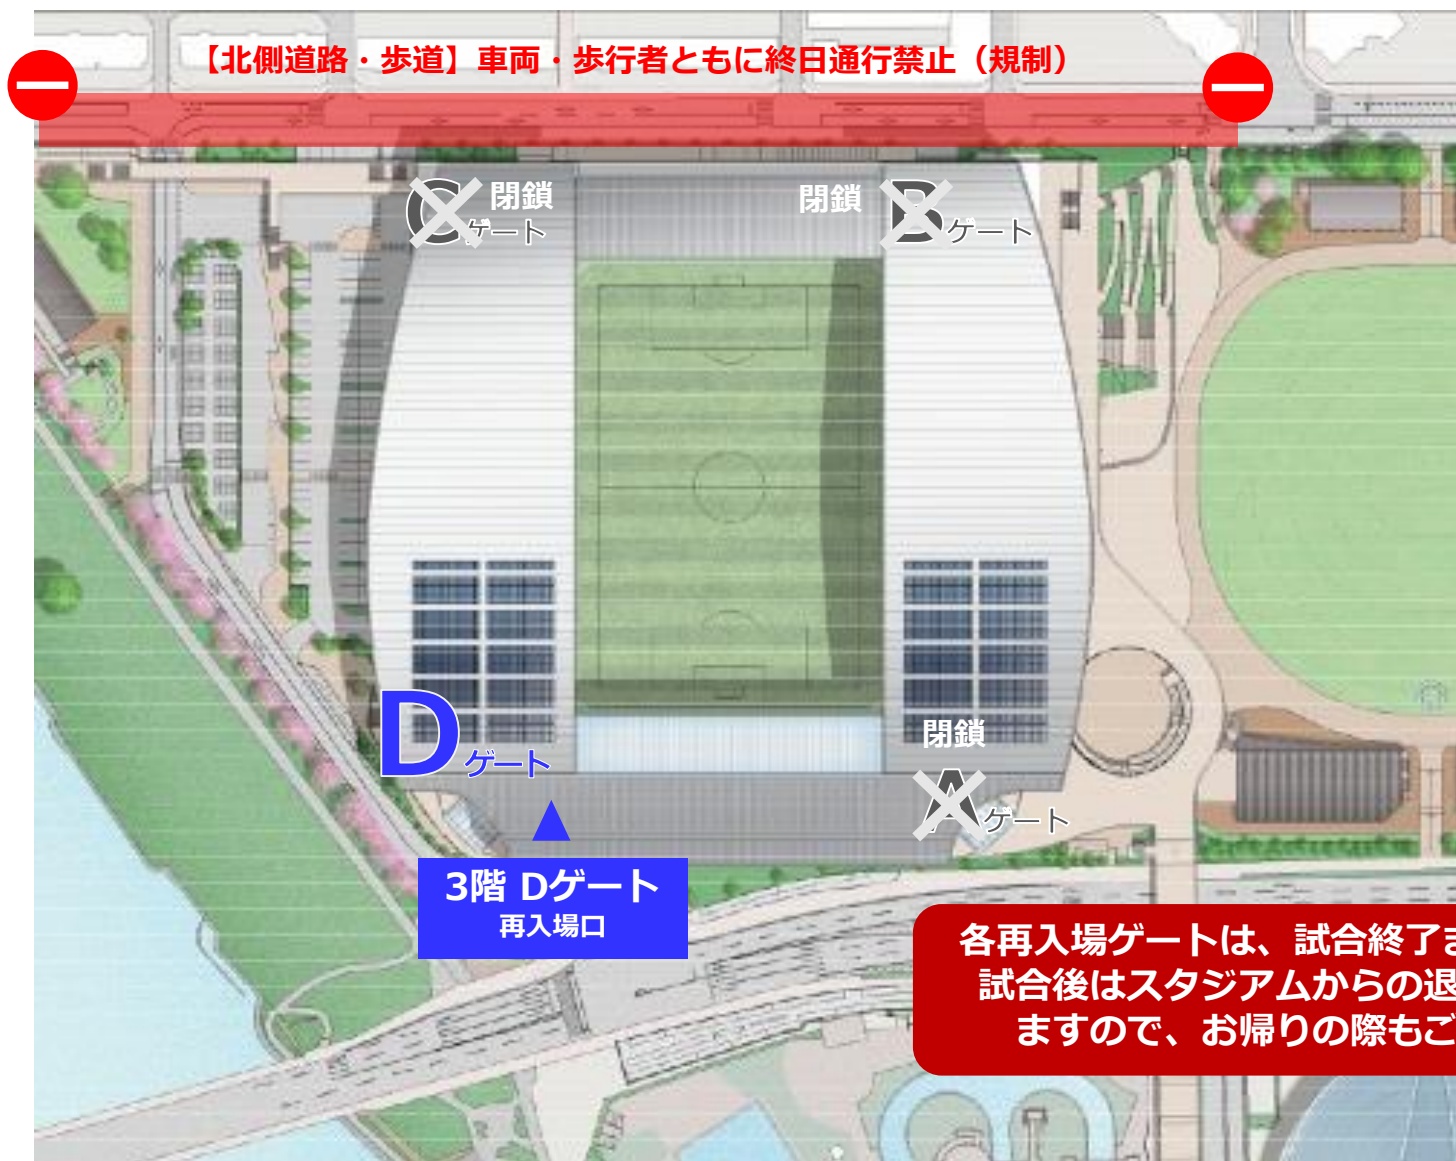 【北側道路・歩道】車両・歩行者ともに終日通行禁止（規制）
C
閉鎖
ゲート
閉鎖
B
ゲート
D
ゲート
閉鎖
A
ゲート
3階 Dゲート
再入場口
各再入場ゲートは、試合終了ま
試合後はスタジアムからの退
ますので、お帰りの際もご